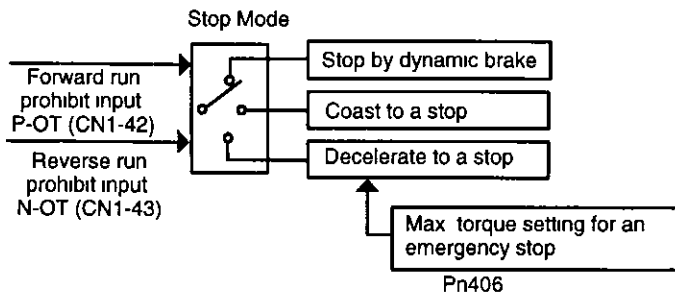 Stop Mode
Stop by dynamic brake
Forward run
prohibit input
P-OT (CN1-42)
Coast to a stop
Reverse run
prohibit input
N-OT (CN1-43)
Decelerate to a stop
Max torque setting for an
emergency stop
Pn406